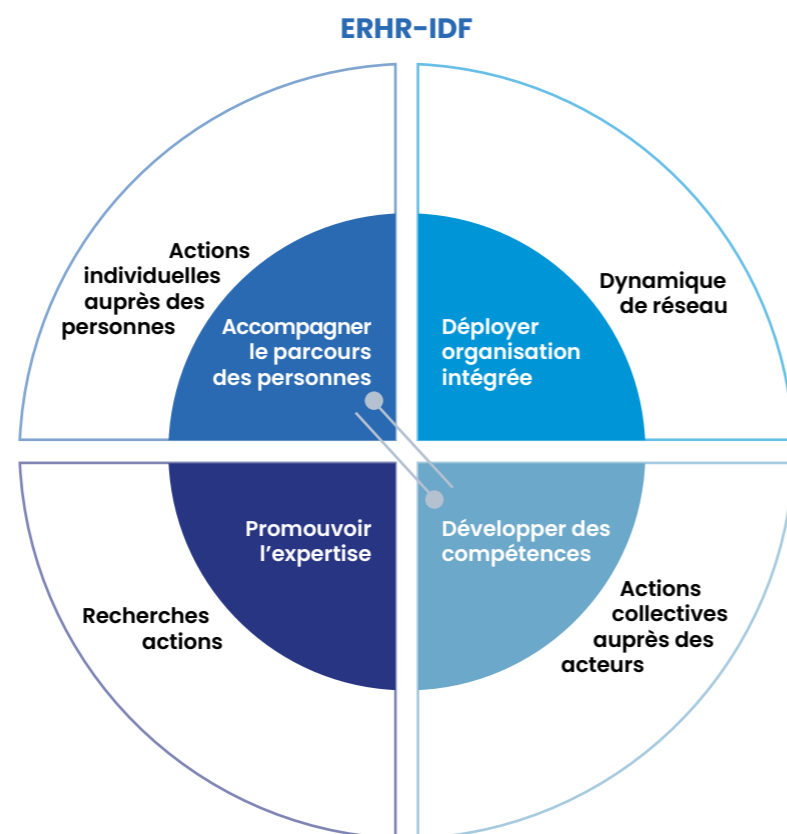 ERHR-IDF
Actions
individuelles
auprès des
personnes
Accompagner
le parcours
des personnes
Déployer
organisation
intégrée
Dynamique
de réseau
Promouvoir
l’expertise
Recherches
actions
Développer des
compétences
Actions
collectives
auprès des
acteurs